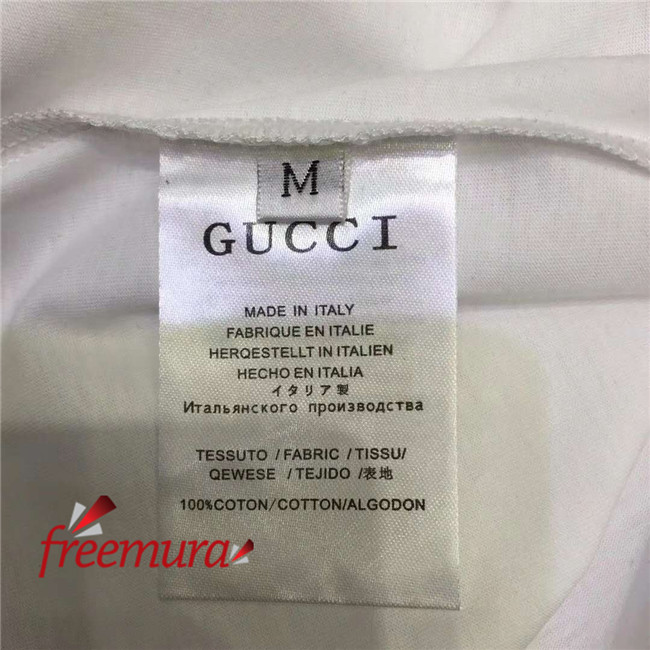 M
GUCCI
MADE IN ITALY
FABRIQUE EN ITALIE
HERQESTELLT IN ITALIEN
HECHO EN ITALIA
イタリア製
Итальянского производства
TESSUTO / FABRIC / TISSU/
QEWESE / TEJIDO /表地
100%COTON/COTTON/ALGODON
freemura